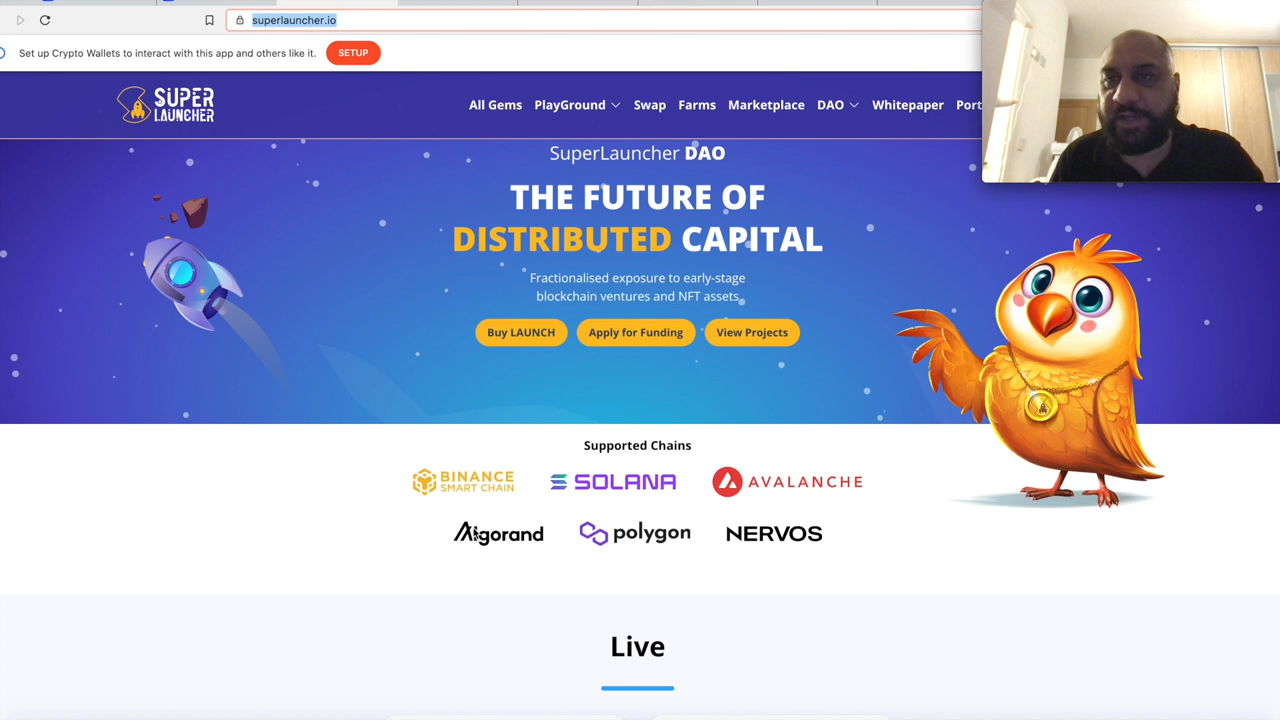 superlauncher.io
Set up Crypto Wallets to interact with this app and others like it. SETUP
SUPER
LAUNCHER
All Gems PlayGround Swap Farms Marketplace DAO Whitepaper Port
SuperLauncher DAO
THE FUTURE OF
DISTRIBUTED CAPITAL
Fractionalised exposure to early-stage
blockchain ventures and NFT assets.
Buy LAUNCH Apply for Funding View Projects
Supported Chains
BINANCE
SMART CHAIN
SOLANA
AVALANCHE
Algorand polygon NERVOS
Live